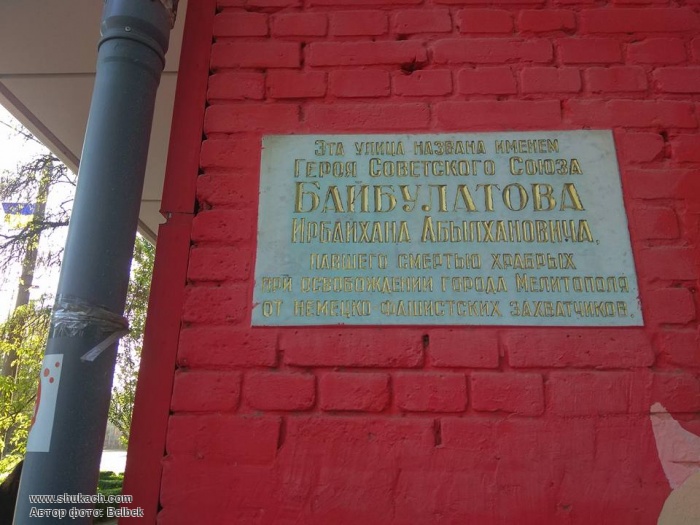 Эта улица названа именем
Героя Советского Союза
Байбулатова
Ирбайхана Адылхановича,
павшего смертью храбрых
при освобождении города Мелитополя
от немецко фашистских захватчиков.
www.shukach.com
Автор фото: Belbek